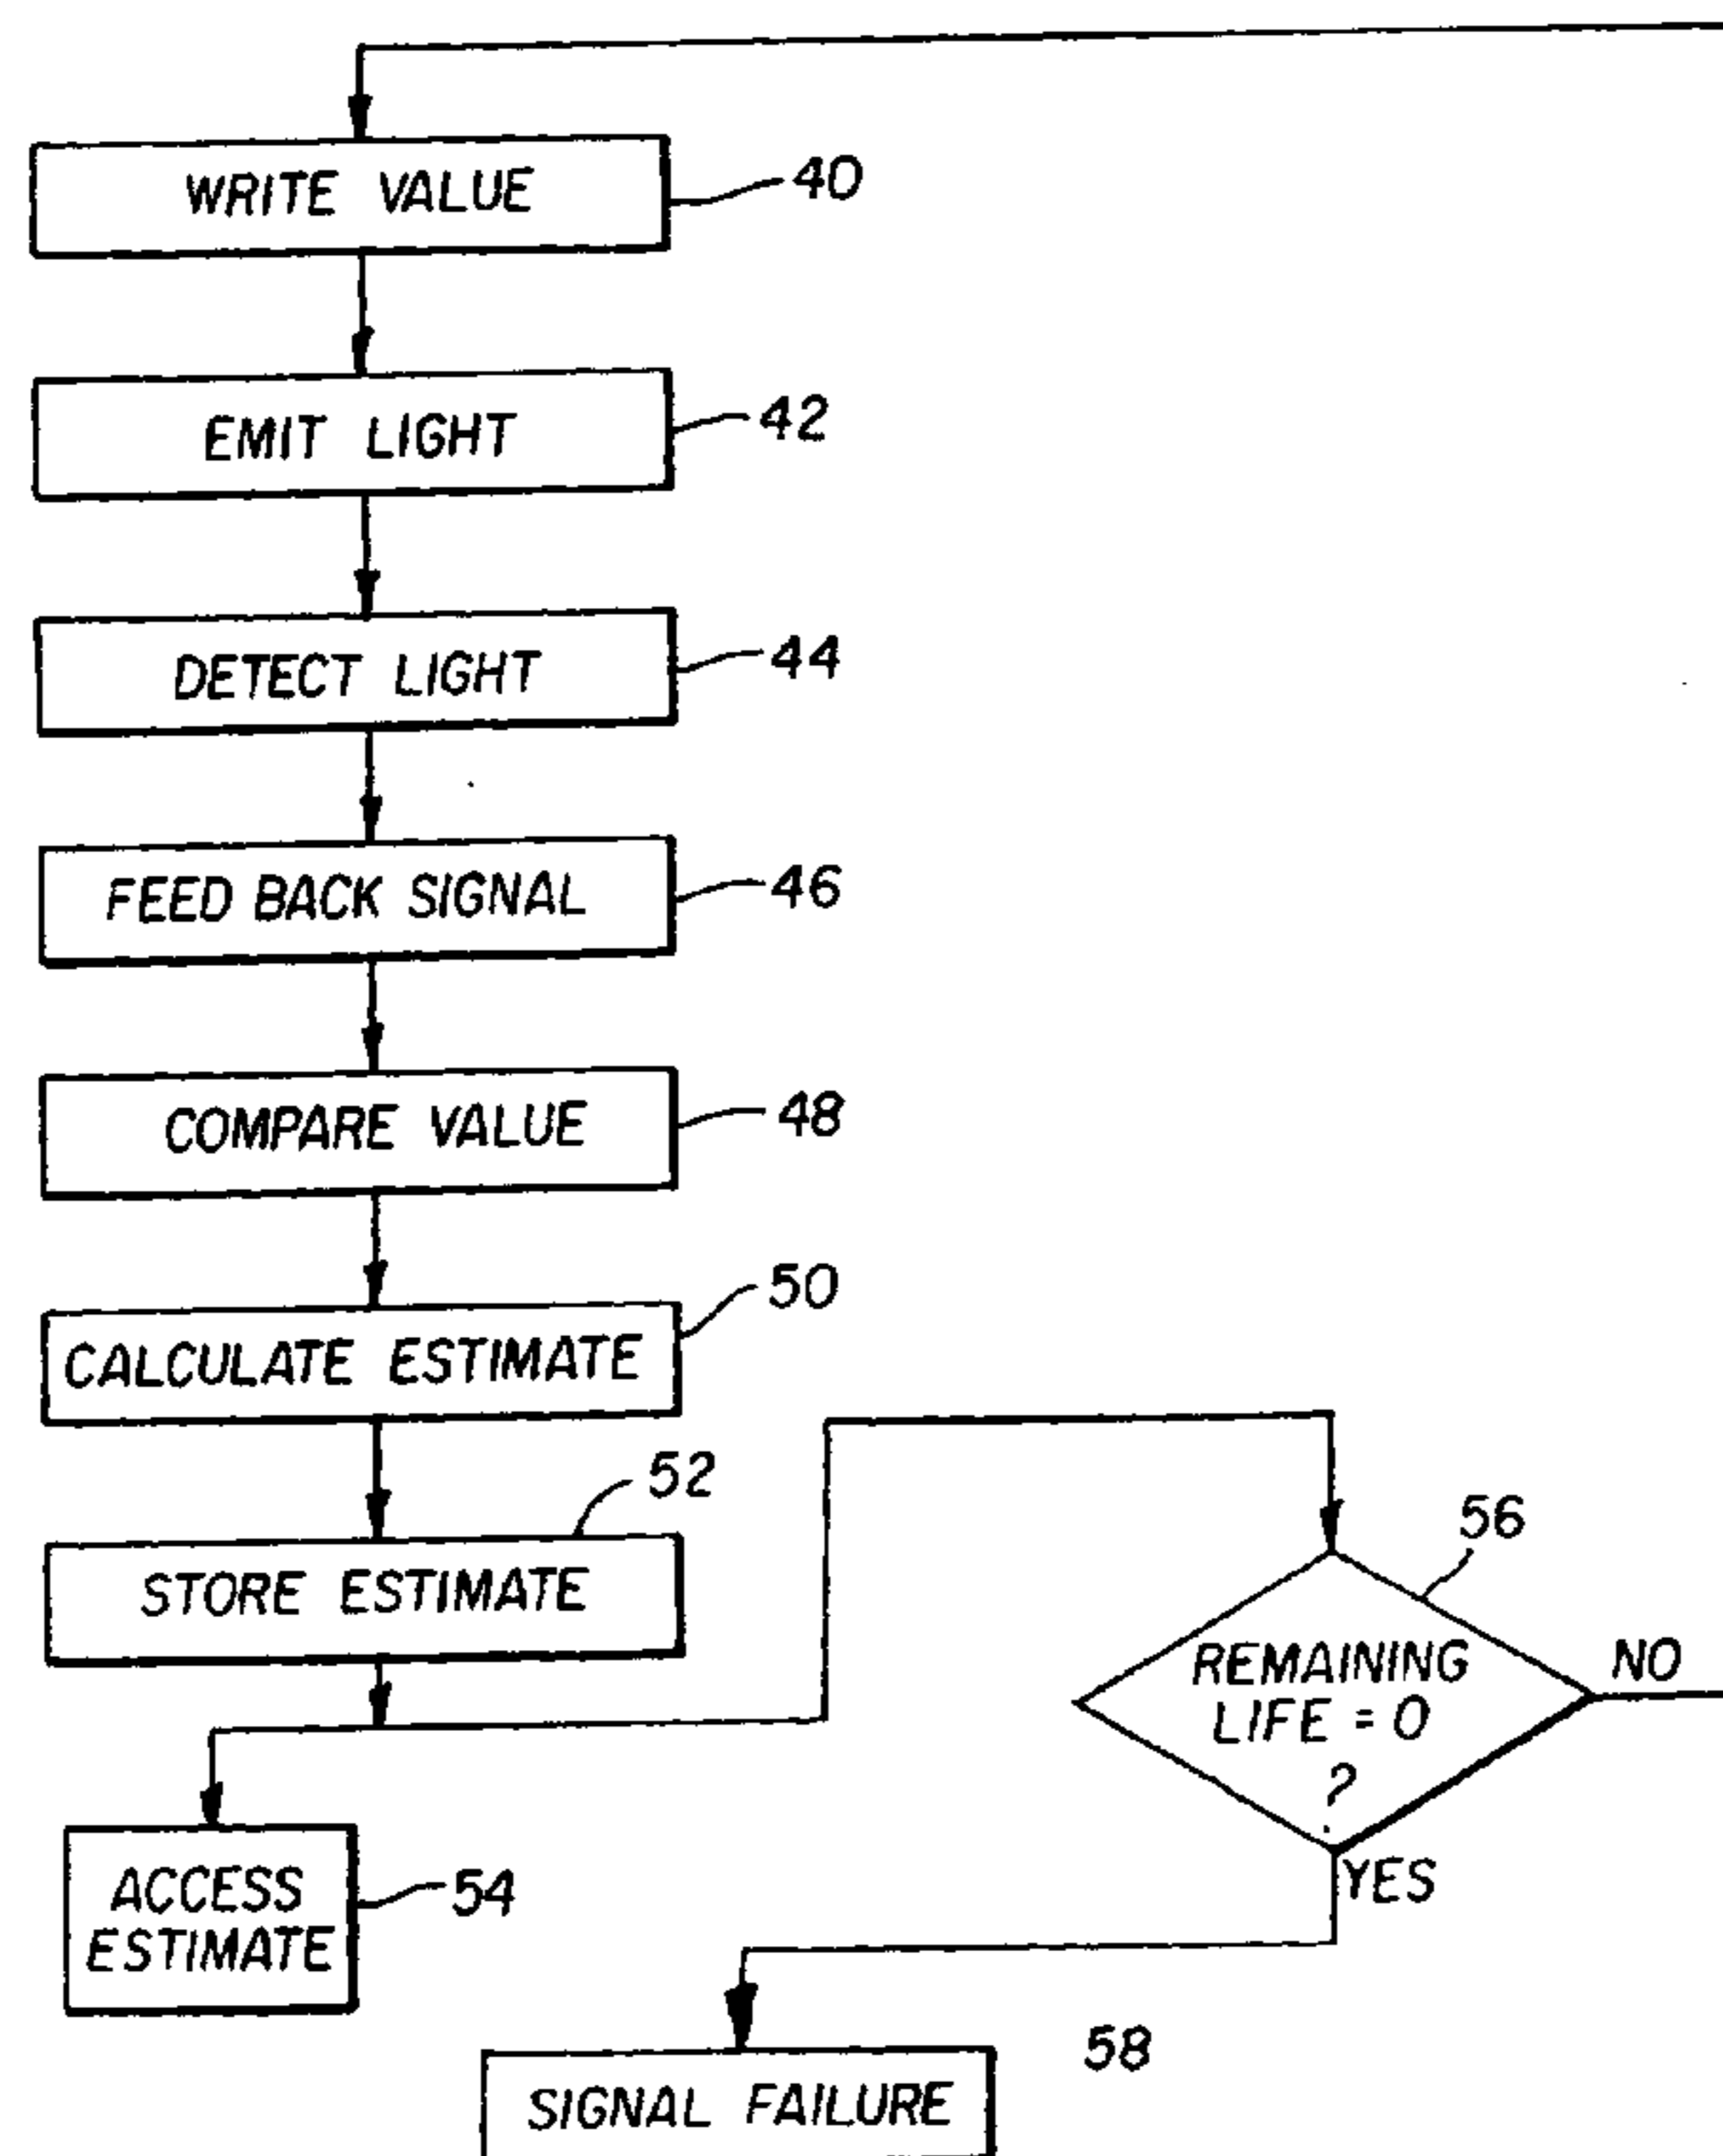 WRITE VALUE
40
EMIT LIGHT
42
DETECT LIGHT
44
FEED BACK SIGNAL
46
COMPARE VALUE
48
50
CALCULATE ESTIMATE
52
STORE ESTIMATE
56
REMAINING
LIFE = 0
?
NO
YES
ACCESS
ESTIMATE
54
58
SIGNAL FAILURE